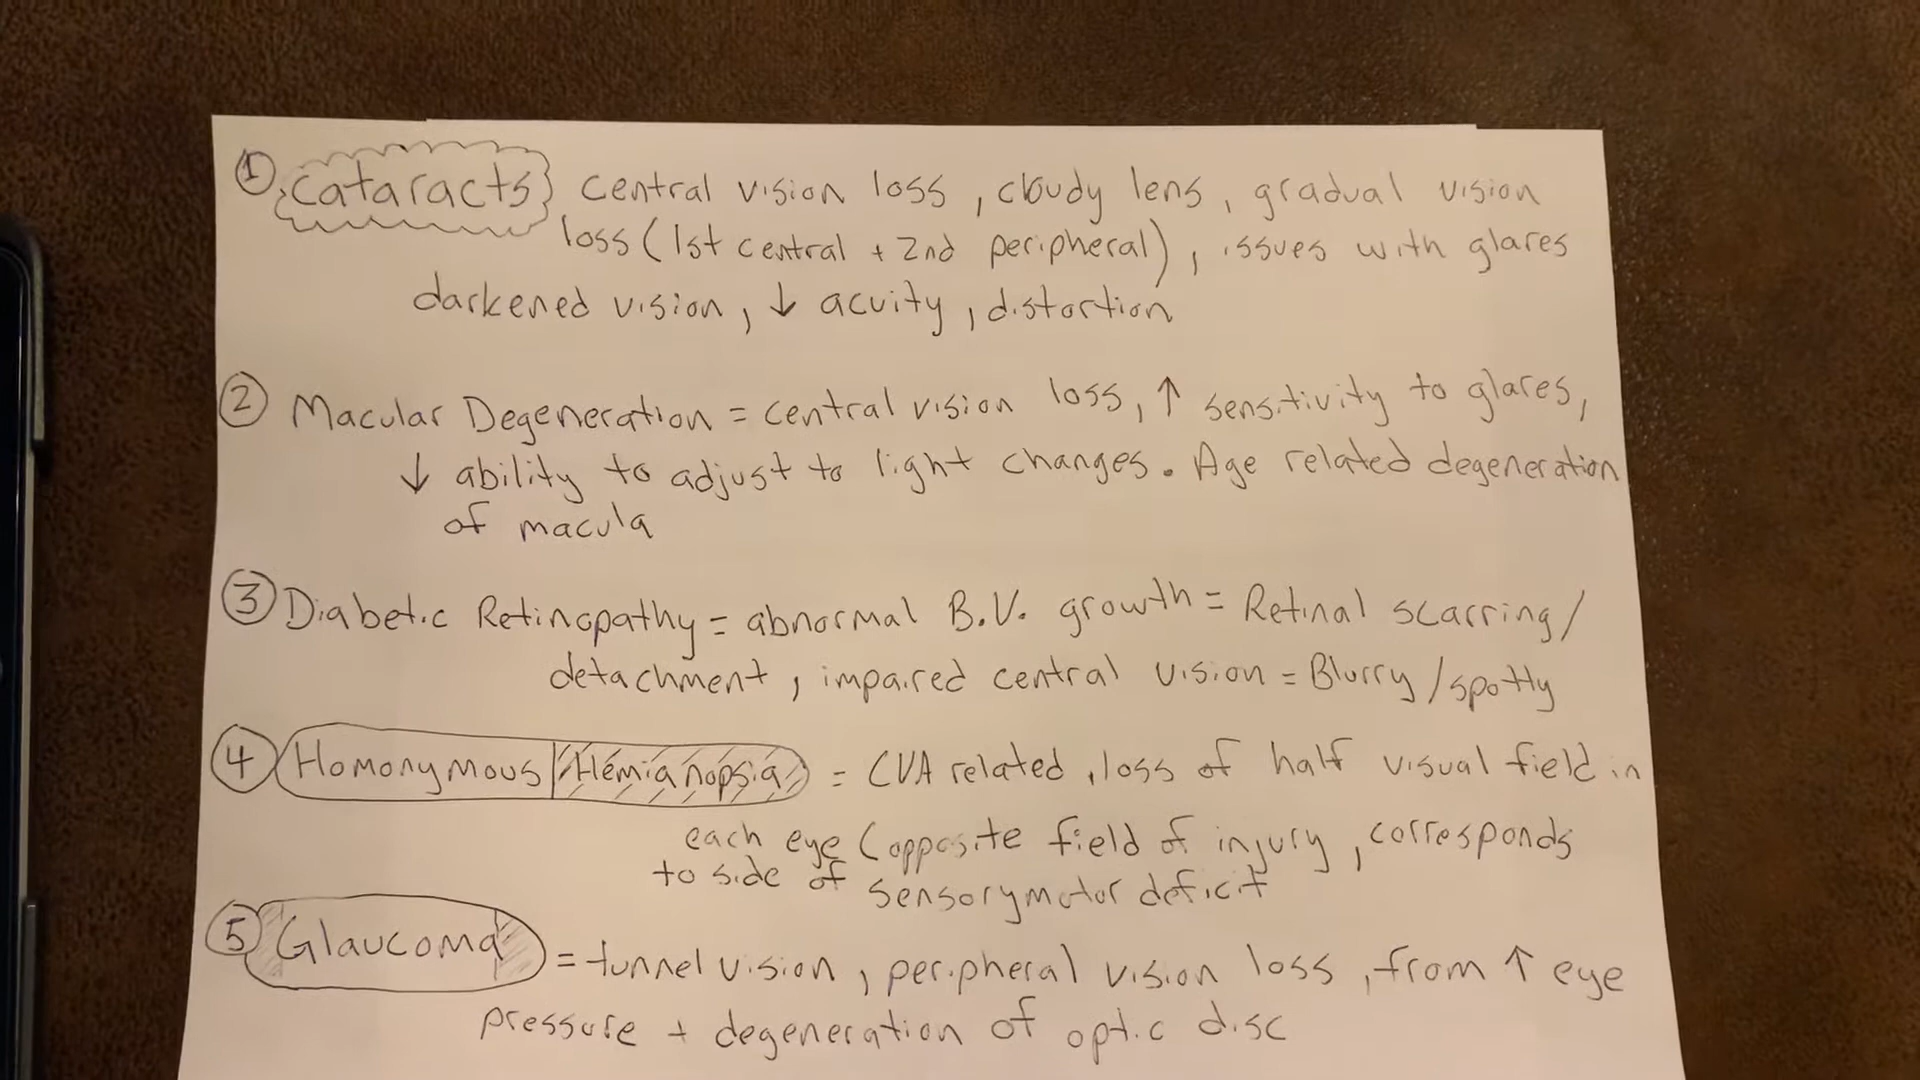 ① Cataracts central vision loss, cloudy lens, gradual vision
loss (1st central + 2nd peripheral), issues with glares
darkened vision, ↓ acuity, distortion
② Macular Degeneration = central vision loss, ↑ sensitivity to glares,
↓ ability to adjust to light changes. Age related degeneration
of macula
③ Diabetic Retinopathy = abnormal B.V. growth = Retinal scarring/
detachment, impaired central vision = Blurry/spotty
④ Homonymous Hemianopsia = CVA related, loss of half visual field in
each eye (opposite field of injury, corresponds
to side of sensorymotor deficit
⑤ Glaucoma = tunnel vision, peripheral vision loss, from ↑ eye
pressure + degeneration of optic disc